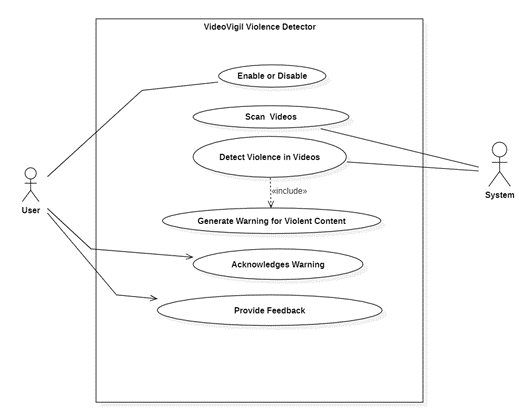 VideoVigil Violence Detector
Enable or Disable
Scan Videos
Detect Violence in Videos
«include»
Generate Warning for Violent Content
Acknowledges Warning
Provide Feedback
User
System